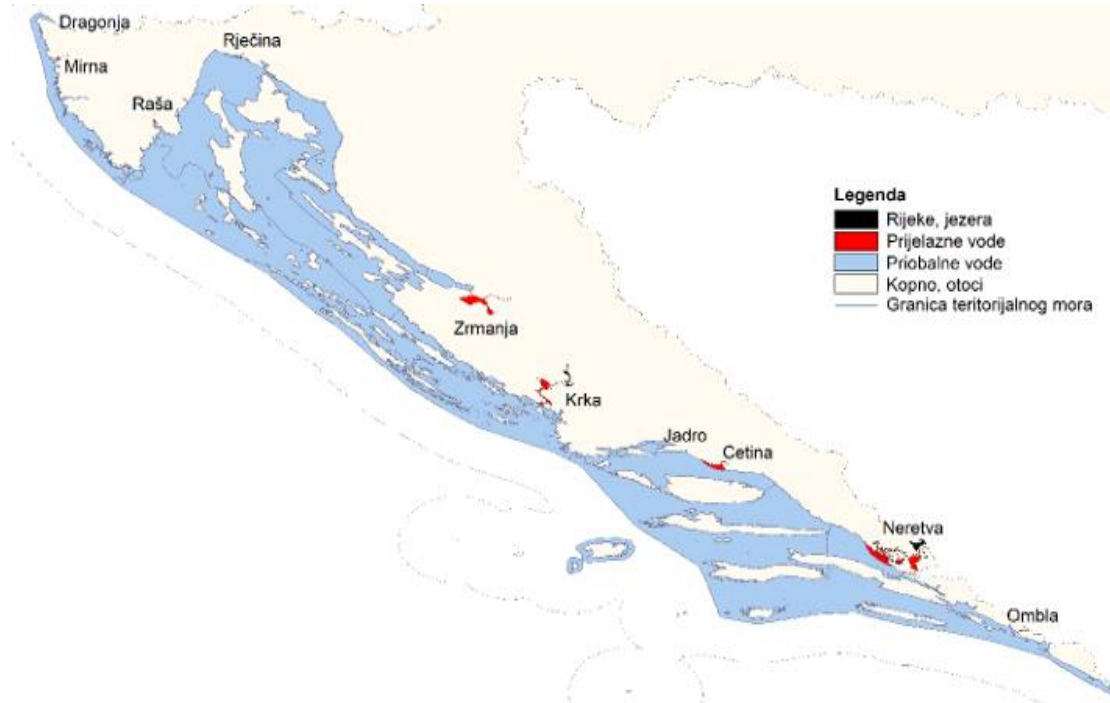 Dragonja
Rječina
Mirna
Raša
Legenda
Rijeke, jezera
Prijelazne vode
Priobalne vode
Kopno, otoci
Granica teritorijalnog mora
Zrmanja
Krka
Jadro
Cetina
Neretva
Ombla